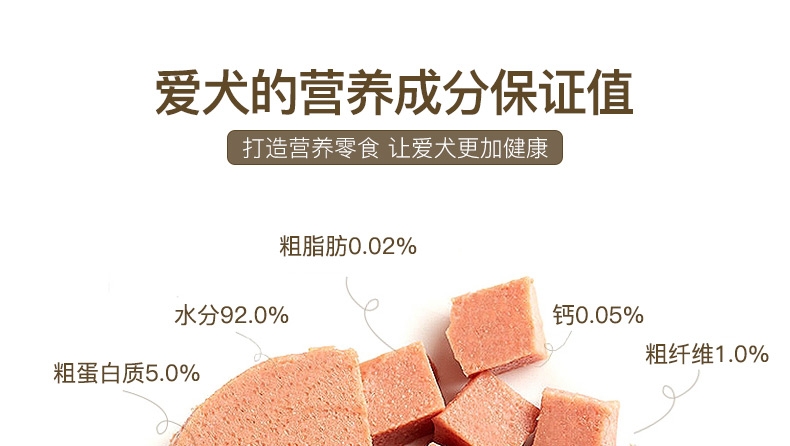 爱犬的营养成分保证值
打造营养零食 让爱犬更加健康
粗脂肪0.02%
水分92.0%
钙0.05%
粗纤维1.0%
粗蛋白质5.0%